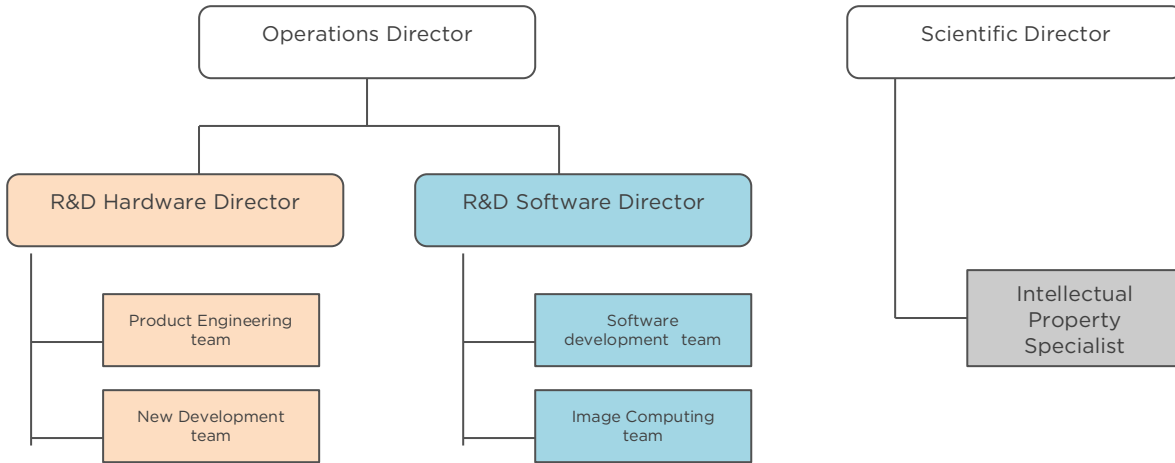 Operations Director
Scientific Director
R&D Hardware Director
R&D Software Director
Product Engineering
team
Software
development team
Intellectual
Property
Specialist
New Development
team
Image Computing
team